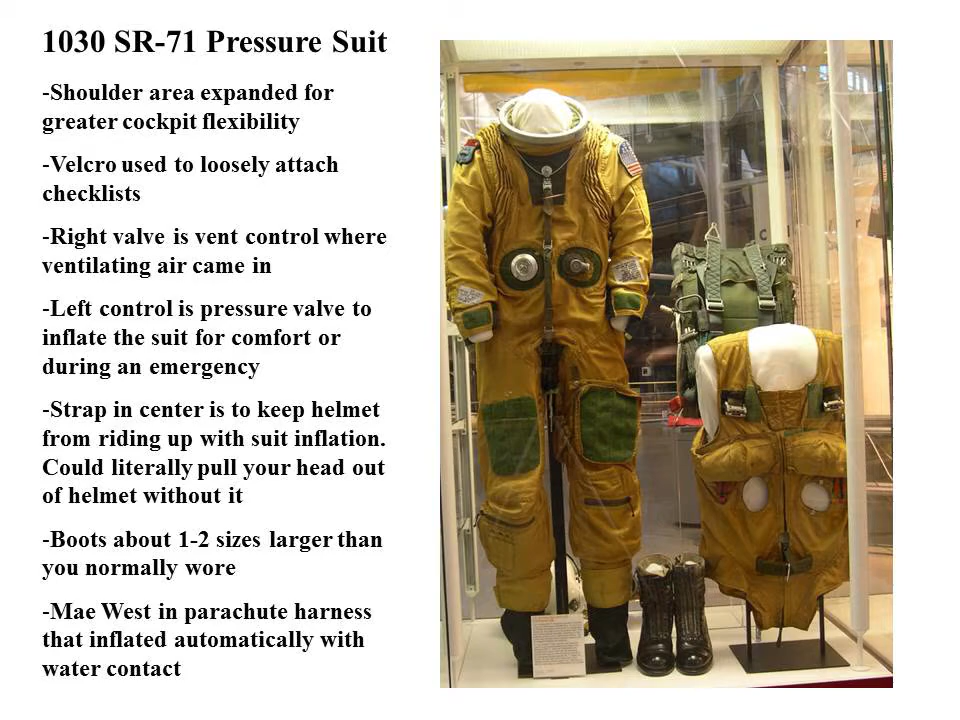 1030 SR-71 Pressure Suit
-Shoulder area expanded for
greater cockpit flexibility
-Velcro used to loosely attach
checklists
-Right valve is vent control where
ventilating air came in
-Left control is pressure valve to
inflate the suit for comfort or
during an emergency
-Strap in center is to keep helmet
from riding up with suit inflation.
Could literally pull your head out
of helmet without it
-Boots about 1-2 sizes larger than
you normally wore
-Mae West in parachute harness
that inflated automatically with
water contact